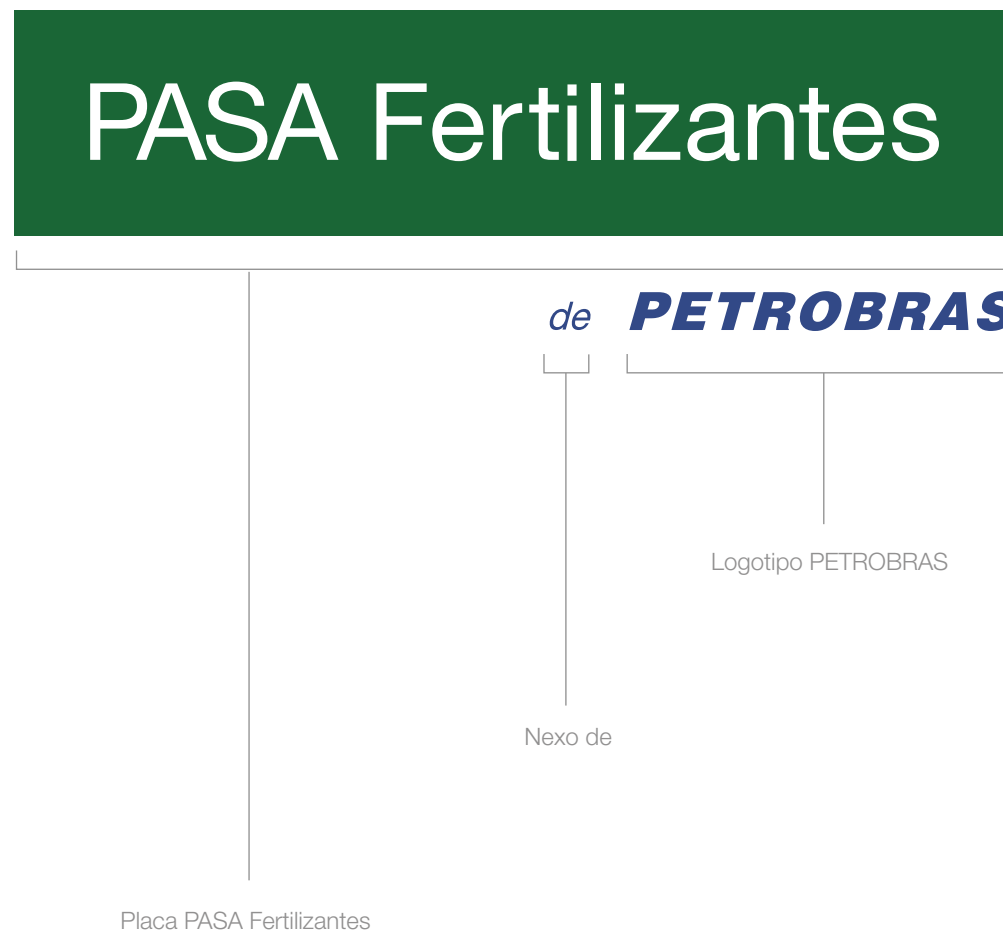 PASA Fertilizantes
de PETROBRAS
Logotipo PETROBRAS
Nexo de
Placa PASA Fertilizantes